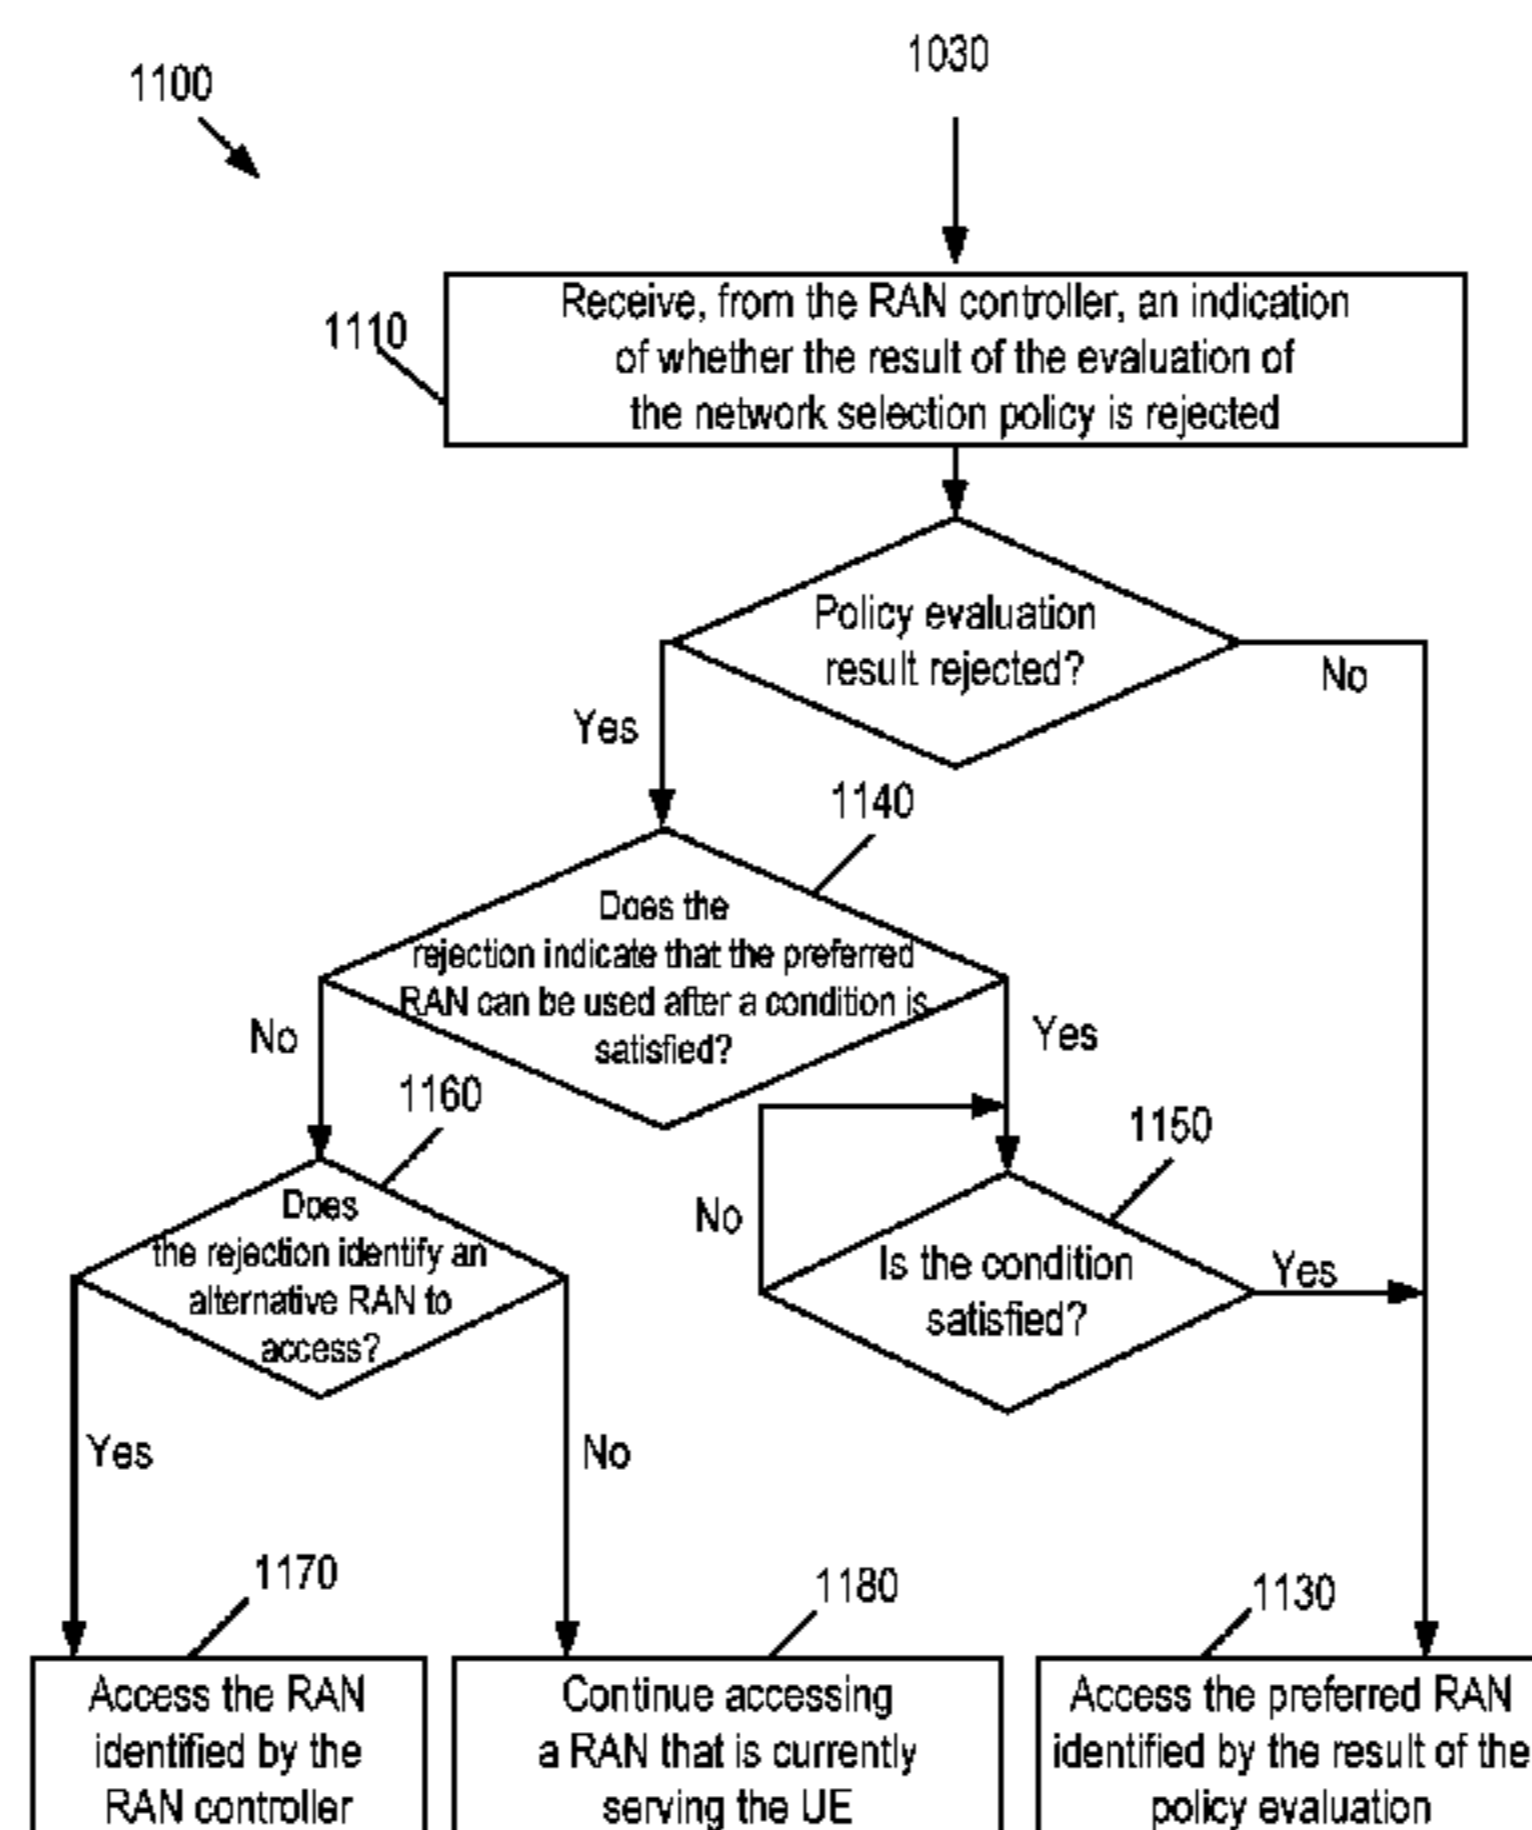 1100
1030
1110
Receive, from the RAN controller, an indication
of whether the result of the evaluation of
the network selection policy is rejected
Policy evaluation
result rejected?
No
Yes
1140
Does the
rejection indicate that the preferred
RAN can be used after a condition is
satisfied?
No
Yes
1160
1150
Does
the rejection identify an
alternative RAN to
access?
No
Is the condition
satisfied?
Yes
Yes
No
1170
1180
1130
Access the RAN
identified by the
RAN controller
Continue accessing
a RAN that is currently
serving the UE
Access the preferred RAN
identified by the result of the
policy evaluation